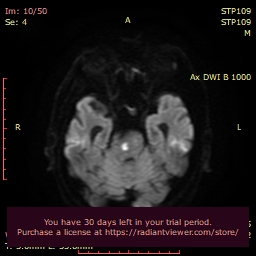 Im: 10/50
Se: 4
STP109
STP109
M
A
Ax DWI B 1000
R
L
You have 30 days left in your trial period.
Purchase a license at https://radiantviewer.com/store/